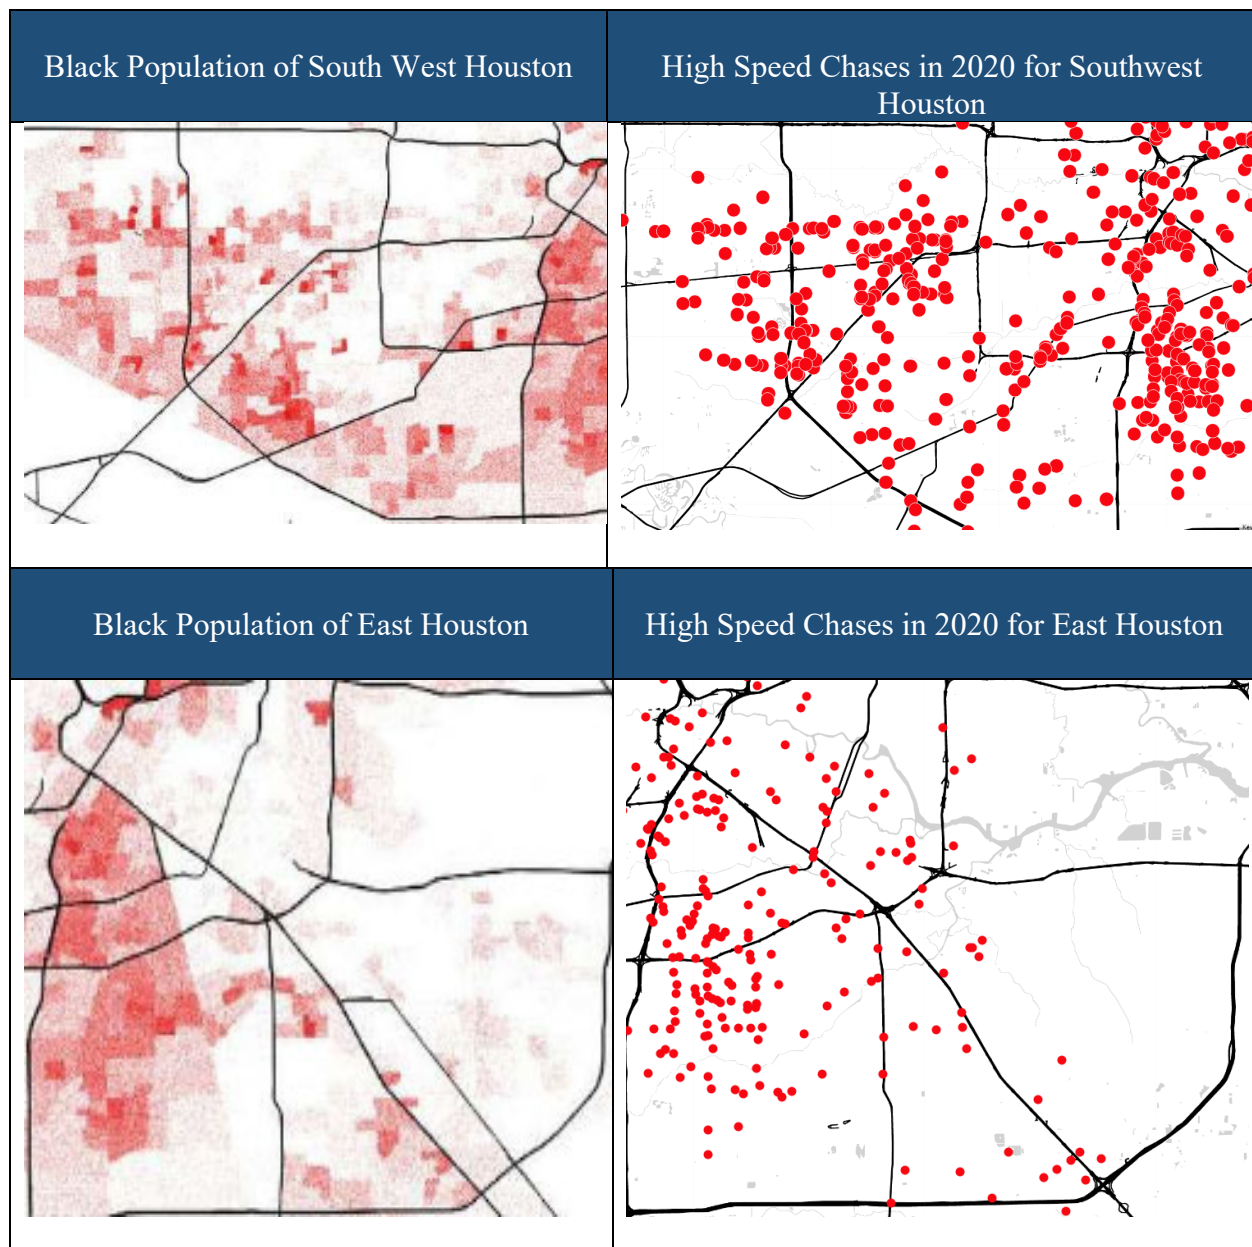 Black Population of South West Houston
High Speed Chases in 2020 for Southwest
Houston
Black Population of East Houston
High Speed Chases in 2020 for East Houston